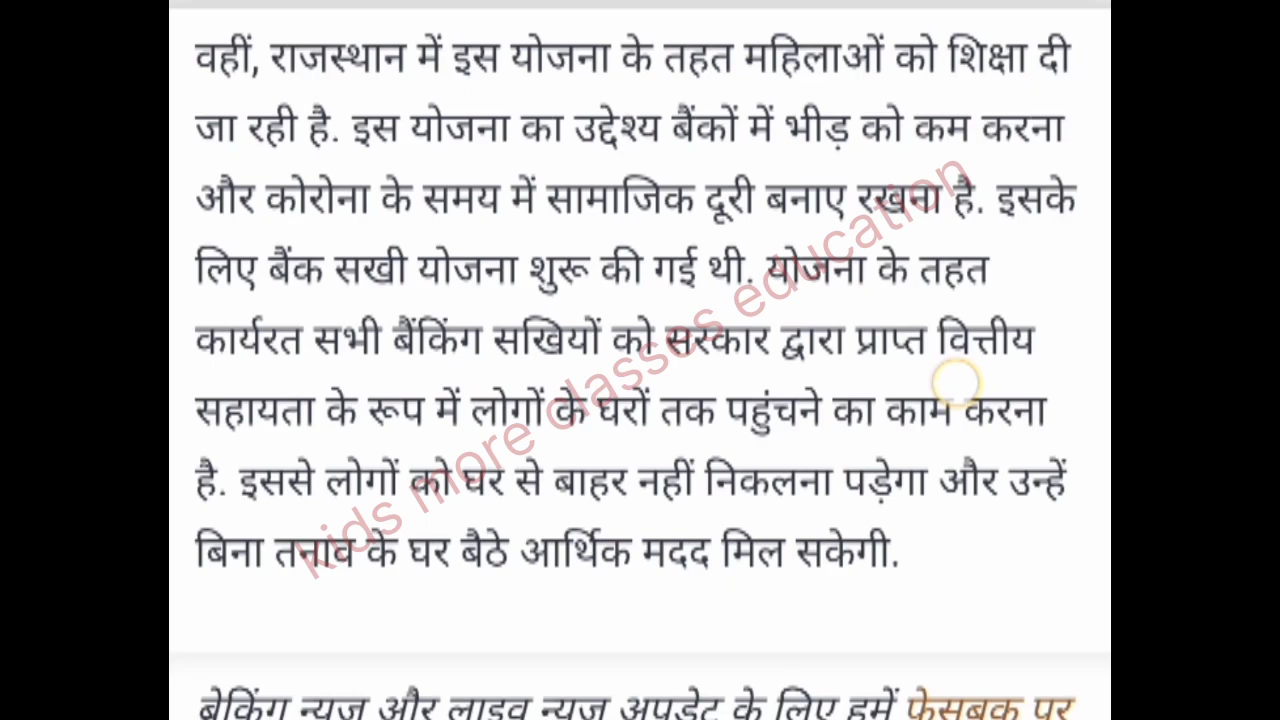 वहीं, राजस्थान में इस योजना के तहत महिलाओं को शिक्षा दी
जा रही है. इस योजना का उद्देश्य बैंकों में भीड़ को कम करना
और कोरोना के समय में सामाजिक दूरी बनाए रखना है. इसके
लिए बैंक सखी योजना शुरू की गई थी. योजना के तहत
कार्यरत सभी बैंकिंग सखियों को सरकार द्वारा प्राप्त वित्तीय
सहायता के रूप में लोगों के घरों तक पहुंचने का काम करना
है. इससे लोगों को घर से बाहर नहीं निकलना पड़ेगा और उन्हें
बिना तनाव के घर बैठे आर्थिक मदद मिल सकेगी.
kids more classes education
ब्रेकिंग न्यूज और लाइव न्यूज अपडेट के लिए हमें फेसबुक पर